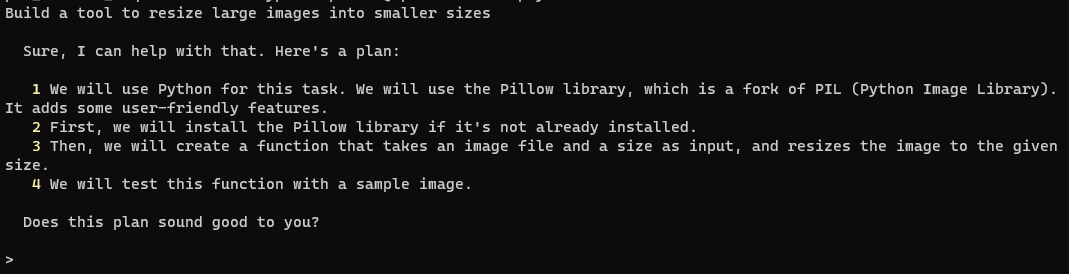 Build a tool to resize large images into smaller sizes
Sure, I can help with that. Here's a plan:
1 We will use Python for this task. We will use the Pillow library, which is a fork of PIL (Python Image Library).
It adds some user-friendly features.
2 First, we will install the Pillow library if it's not already installed.
3 Then, we will create a function that takes an image file and a size as input, and resizes the image to the given
size.
4 We will test this function with a sample image.
Does this plan sound good to you?
>